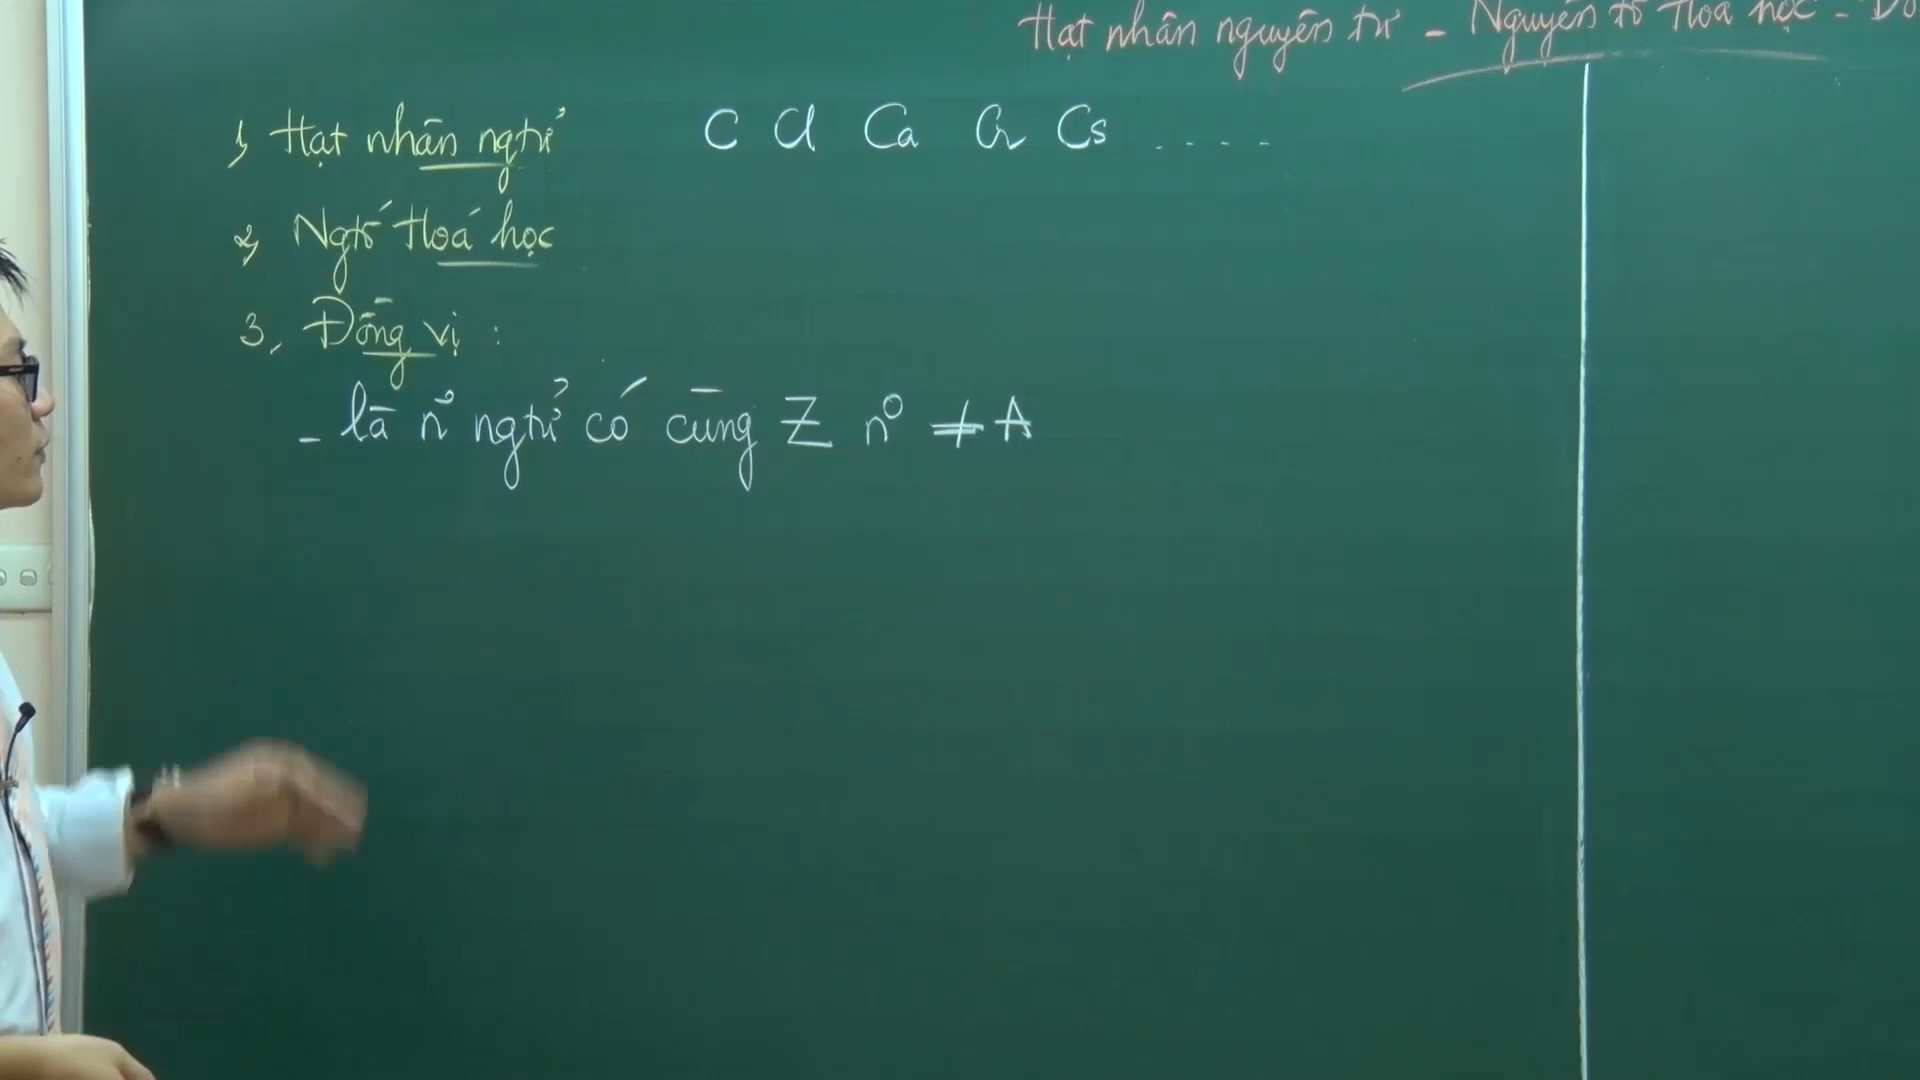 Hạt nhân nguyên tử - Nguyên tố Hoá học -
1, Hạt nhân ngtử C Cl Ca Cr Cs ....
2, Ngtố Hoá học
3, Đồng vị :
- là n~ ngtử có cùng Z n° ≠ A